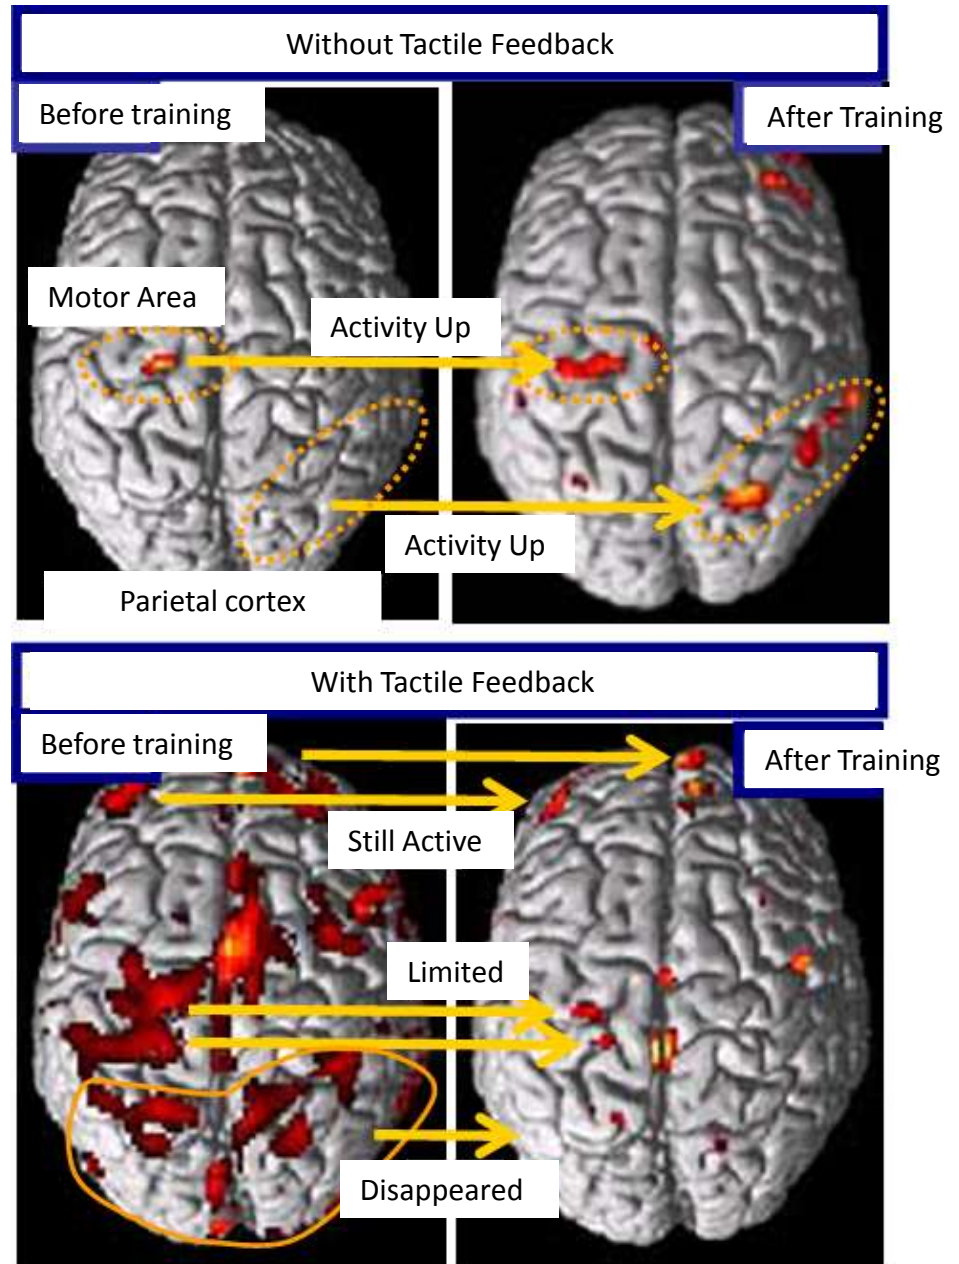 Without Tactile Feedback
Before training
After Training
Motor Area
Activity Up
Activity Up
Parietal cortex
With Tactile Feedback
Before training
After Training
Still Active
Limited
Disappeared